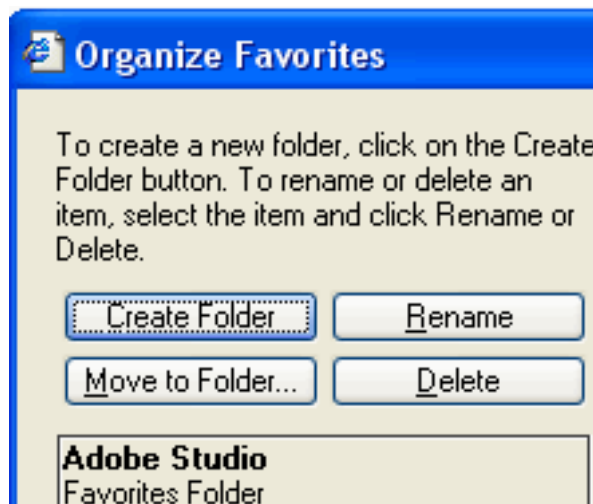 Organize Favorites
To create a new folder, click on the Create
Folder button. To rename or delete an
item, select the item and click Rename or
Delete.
Create Folder Rename
Move to Folder... Delete
Adobe Studio
Favorites Folder